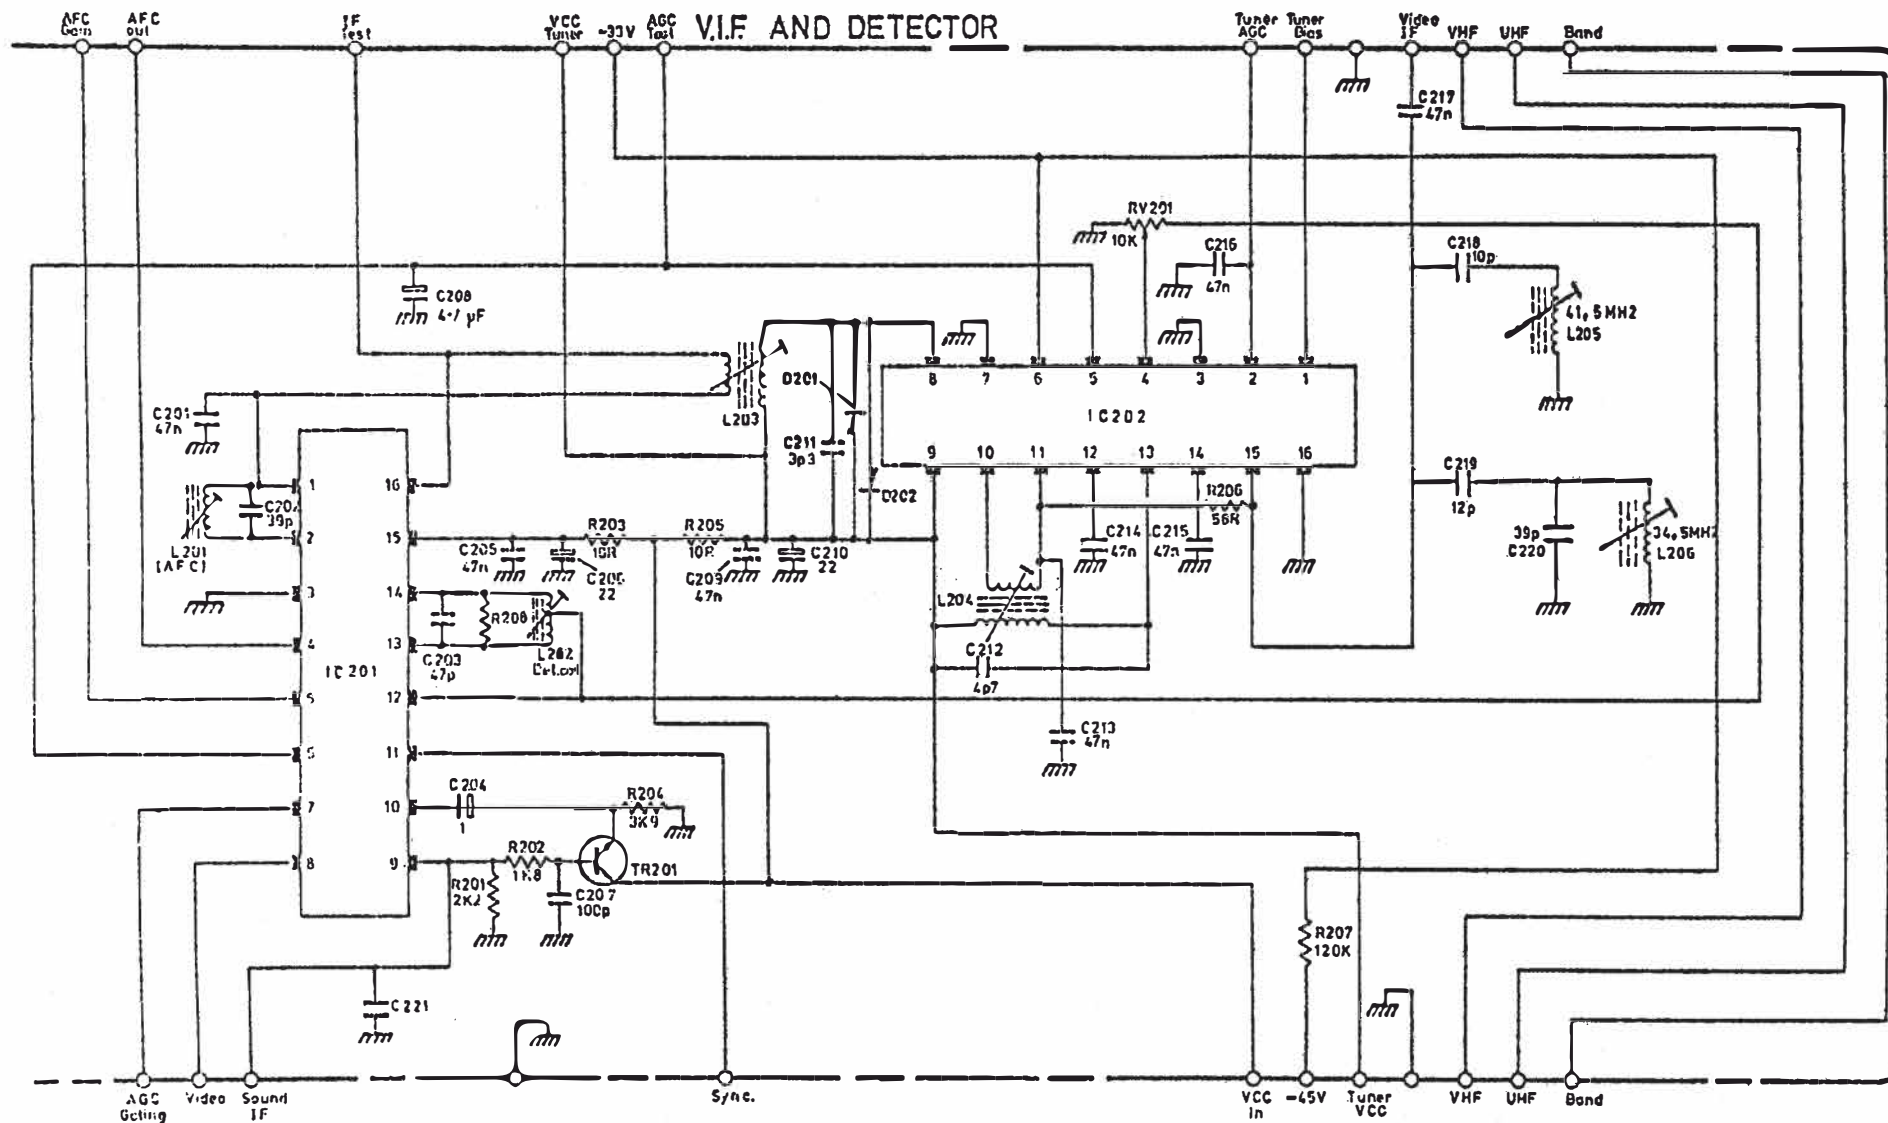 AFC Gain
AFC out
IF Test
VCC Tuner
-33V
AGC Test
V.I.F. AND DETECTOR
Tuner AGC
Tuner Bias
Video IF
VHF
UHF
Band
C217
47n
RV201
10K
C216
47n
C218
10p
41,5MHZ
L205
C208
4·7 µF
L203
D201
C211
3p3
D202
8 7 6 5 4 3 2 1
IC202
9 10 11 12 13 14 15 16
C201
47n
L201
(AFC)
39p
1 16
2 15
3 14
4 13
IC201
5 12
6 11
7 10
8 9
C205
47n
R203
10R
22
R205
10R
C209
47n
C210
22
R206
56R
C214
47n
C215
47n
C219
12p
39p
C220
34,5MHZ
L206
R208
C203
47p
L202
L204
C212
4p7
C213
47n
C204
1
R204
3K9
R202
1K8
TR201
R201
2K2
C207
100p
C221
R207
120K
AGC Gating
Video
Sound IF
Sync.
VCC In
-45V
Tuner VCC
VHF
UHF
Band